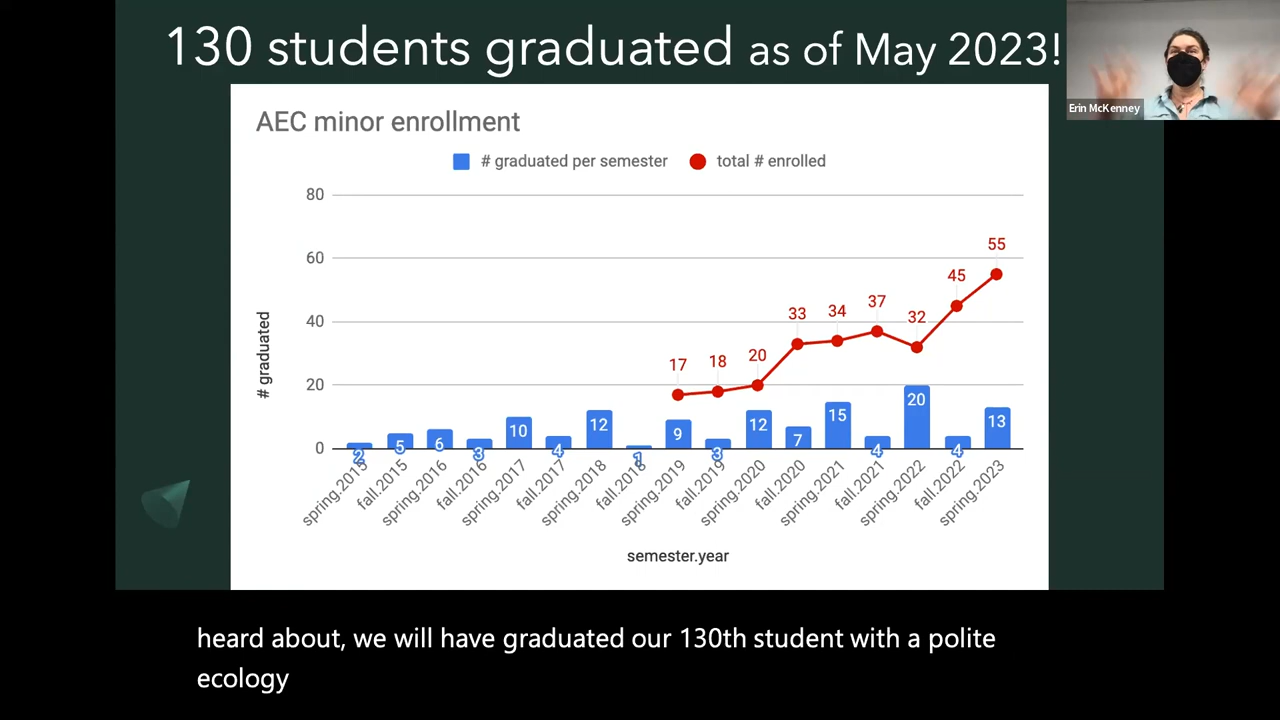 130 students graduated as of May 2023!
Erin McKenney
AEC minor enrollment
# graduated per semester
total # enrolled
80
60
40
20
0
# graduated
17
18
20
33
34
37
32
45
55
2
5
6
3
10
4
12
1
9
3
12
7
15
4
20
4
13
spring.2015
fall.2015
spring.2016
fall.2016
spring.2017
fall.2017
spring.2018
fall.2018
spring.2019
fall.2019
spring.2020
fall.2020
spring.2021
fall.2021
spring.2022
fall.2022
spring.2023
semester.year
heard about, we will have graduated our 130th student with a polite
ecology